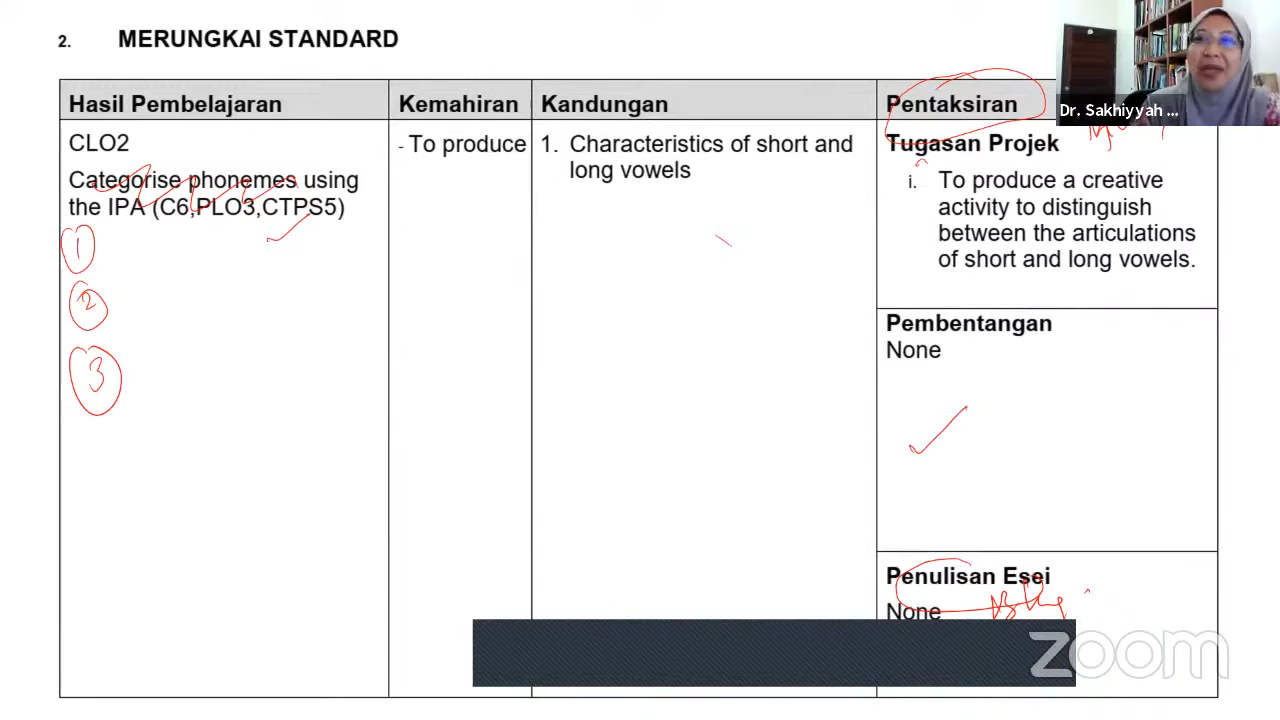 2. MERUNGKAI STANDARD
Hasil Pembelajaran
Kemahiran
Kandungan
Pentaksiran
CLO2
Categorise phonemes using
the IPA (C6,PLO3,CTPS5)
1
2
3
- To produce
1. Characteristics of short and
long vowels
Tugasan Projek
i. To produce a creative
activity to distinguish
between the articulations
of short and long vowels.
Pembentangan
None
Penulisan Esei
None
Dr. Sakhiyyah ...
zoom